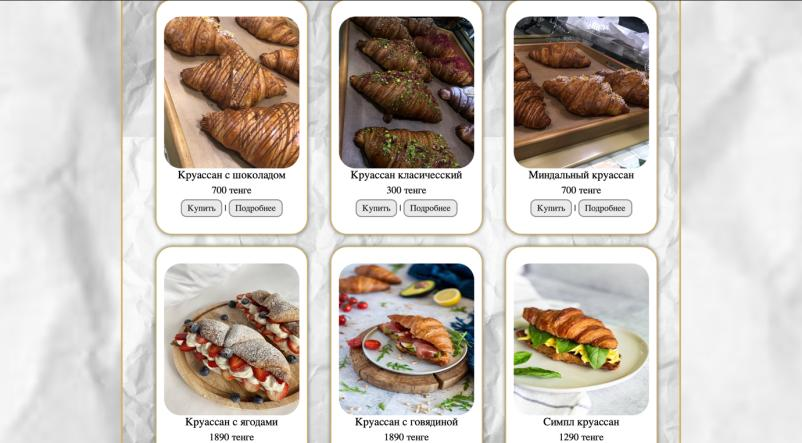 Круассан с шоколадом
700 тенге
Купить | Подробнее
Круассан класичесский
300 тенге
Купить | Подробнее
Миндальный круассан
700 тенге
Купить | Подробнее
Круассан с ягодами
1890 тенге
Круассан с говядиной
1890 тенге
Симпл круассан
1290 тенге